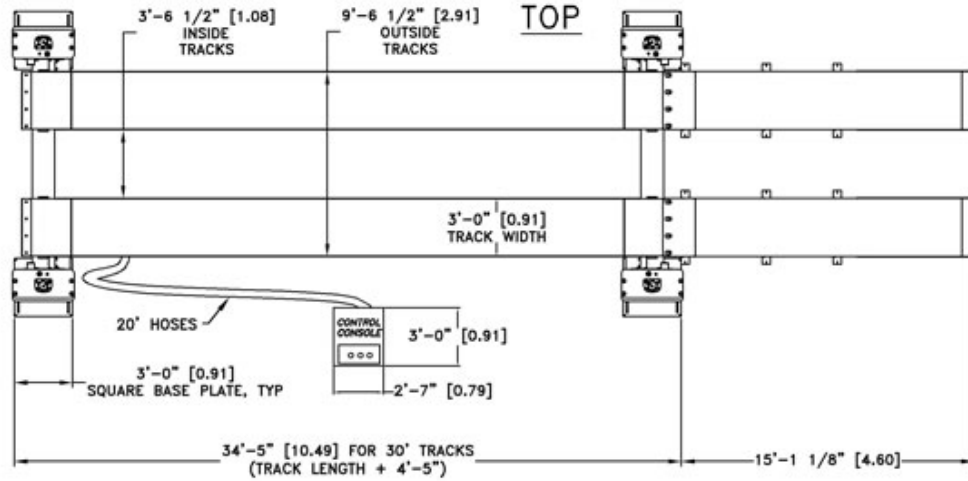 3'-6 1/2" [1.08]
INSIDE
TRACKS
9'-6 1/2" [2.91]
OUTSIDE
TRACKS
TOP
3'-0" [0.91]
TRACK WIDTH
20' HOSES
CONTROL
CONSOLE
3'-0" [0.91]
2'-7" [0.79]
3'-0" [0.91]
SQUARE BASE PLATE, TYP
34'-5" [10.49] FOR 30' TRACKS
(TRACK LENGTH + 4'-5")
15'-1 1/8" [4.60]